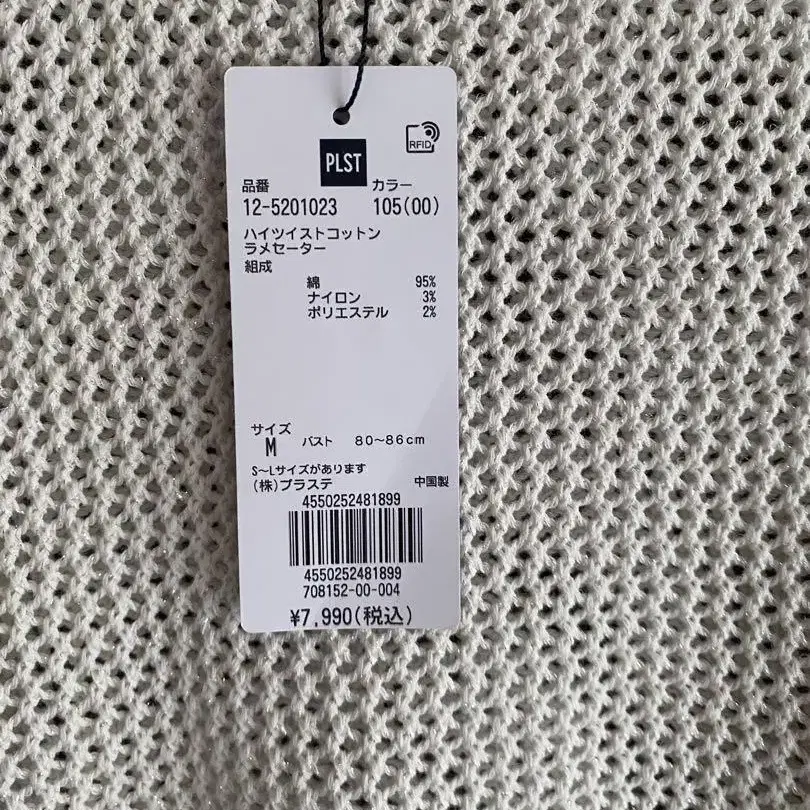 RFID
PLST
品番 カラー
12-5201023 105(00)
ハイツイストコットン
ラメセーター
組成
綿 95%
ナイロン 3%
ポリエステル 2%
サイズ
M バスト 80~86cm
S~Lサイズがあります
(株)プラステ 中国製
4550252481899
4550252481899
708152-00-004
¥7,990(税込)